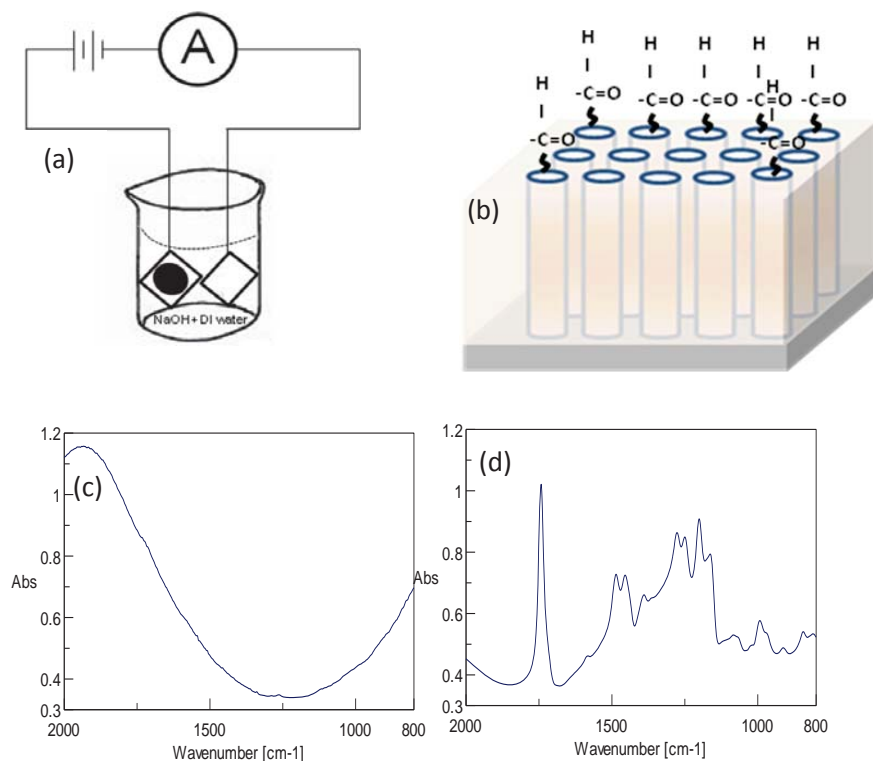 A
(a)
NaOH+DI water
(b)
H H H H H H
-C=O -C=O -C=O -C=O -C=O
H
-C=O -C=O
1.2
1
0.8
0.6
0.4
0.3
2000 1500 1000 800
Abs
Wavenumber [cm-1]
(c)
1.2
1
0.8
0.6
0.4
0.3
2000 1500 1000 800
Abs
Wavenumber [cm-1]
(d)